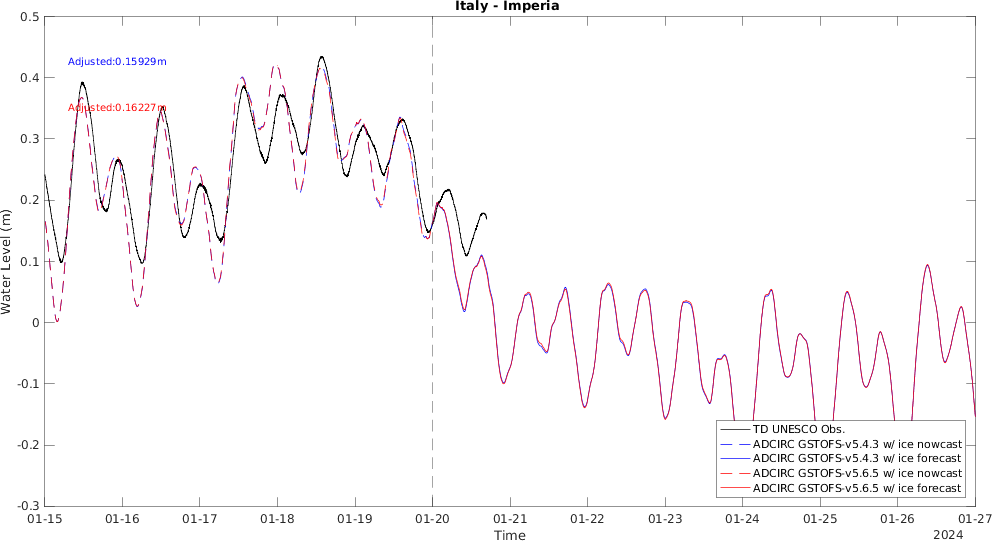 Italy - Imperia
0.5
0.4
0.3
0.2
0.1
0
-0.1
-0.2
-0.3
Water Level (m)
Adjusted:0.15929m
Adjusted:0.16227m
TD UNESCO Obs.
ADCIRC GSTOFS-v5.4.3 w/ ice nowcast
ADCIRC GSTOFS-v5.4.3 w/ ice forecast
ADCIRC GSTOFS-v5.6.5 w/ ice nowcast
ADCIRC GSTOFS-v5.6.5 w/ ice forecast
01-15 01-16 01-17 01-18 01-19 01-20 01-21 01-22 01-23 01-24 01-25 01-26 01-27
Time
2024